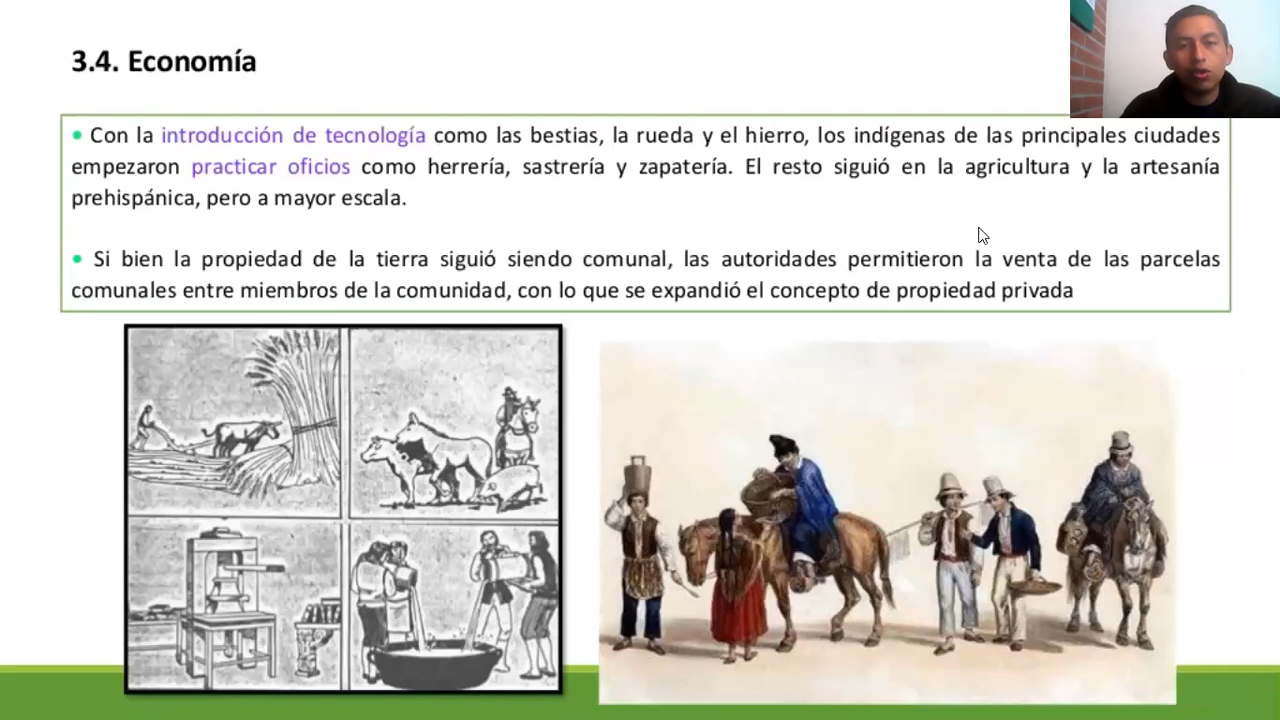 3.4. Economía
• Con la introducción de tecnología como las bestias, la rueda y el hierro, los indígenas de las principales ciudades
empezaron practicar oficios como herrería, sastrería y zapatería. El resto siguió en la agricultura y la artesanía
prehispánica, pero a mayor escala.
• Si bien la propiedad de la tierra siguió siendo comunal, las autoridades permitieron la venta de las parcelas
comunales entre miembros de la comunidad, con lo que se expandió el concepto de propiedad privada